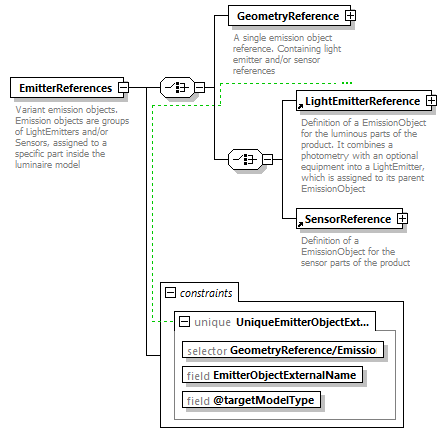 GeometryReference
A single emission object
reference. Containing light
emitter and/or sensor
references
EmitterReferences
Variant emission objects.
Emission objects are groups
of LightEmitters and/or
Sensors, assigned to a
specific part inside the
luminaire model
LightEmitterReference
Definition of a EmissionObject
for the luminous parts of the
product. It combines a
photometry with an optional
equipment into a LightEmitter,
which is assigned to its parent
EmissionObject
SensorReference
Definition of a
EmissionObject for the
sensor parts of the product
constraints
unique UniqueEmitterObjectExt...
selector GeometryReference/Emissio
field EmitterObjectExternalName
field @targetModelType